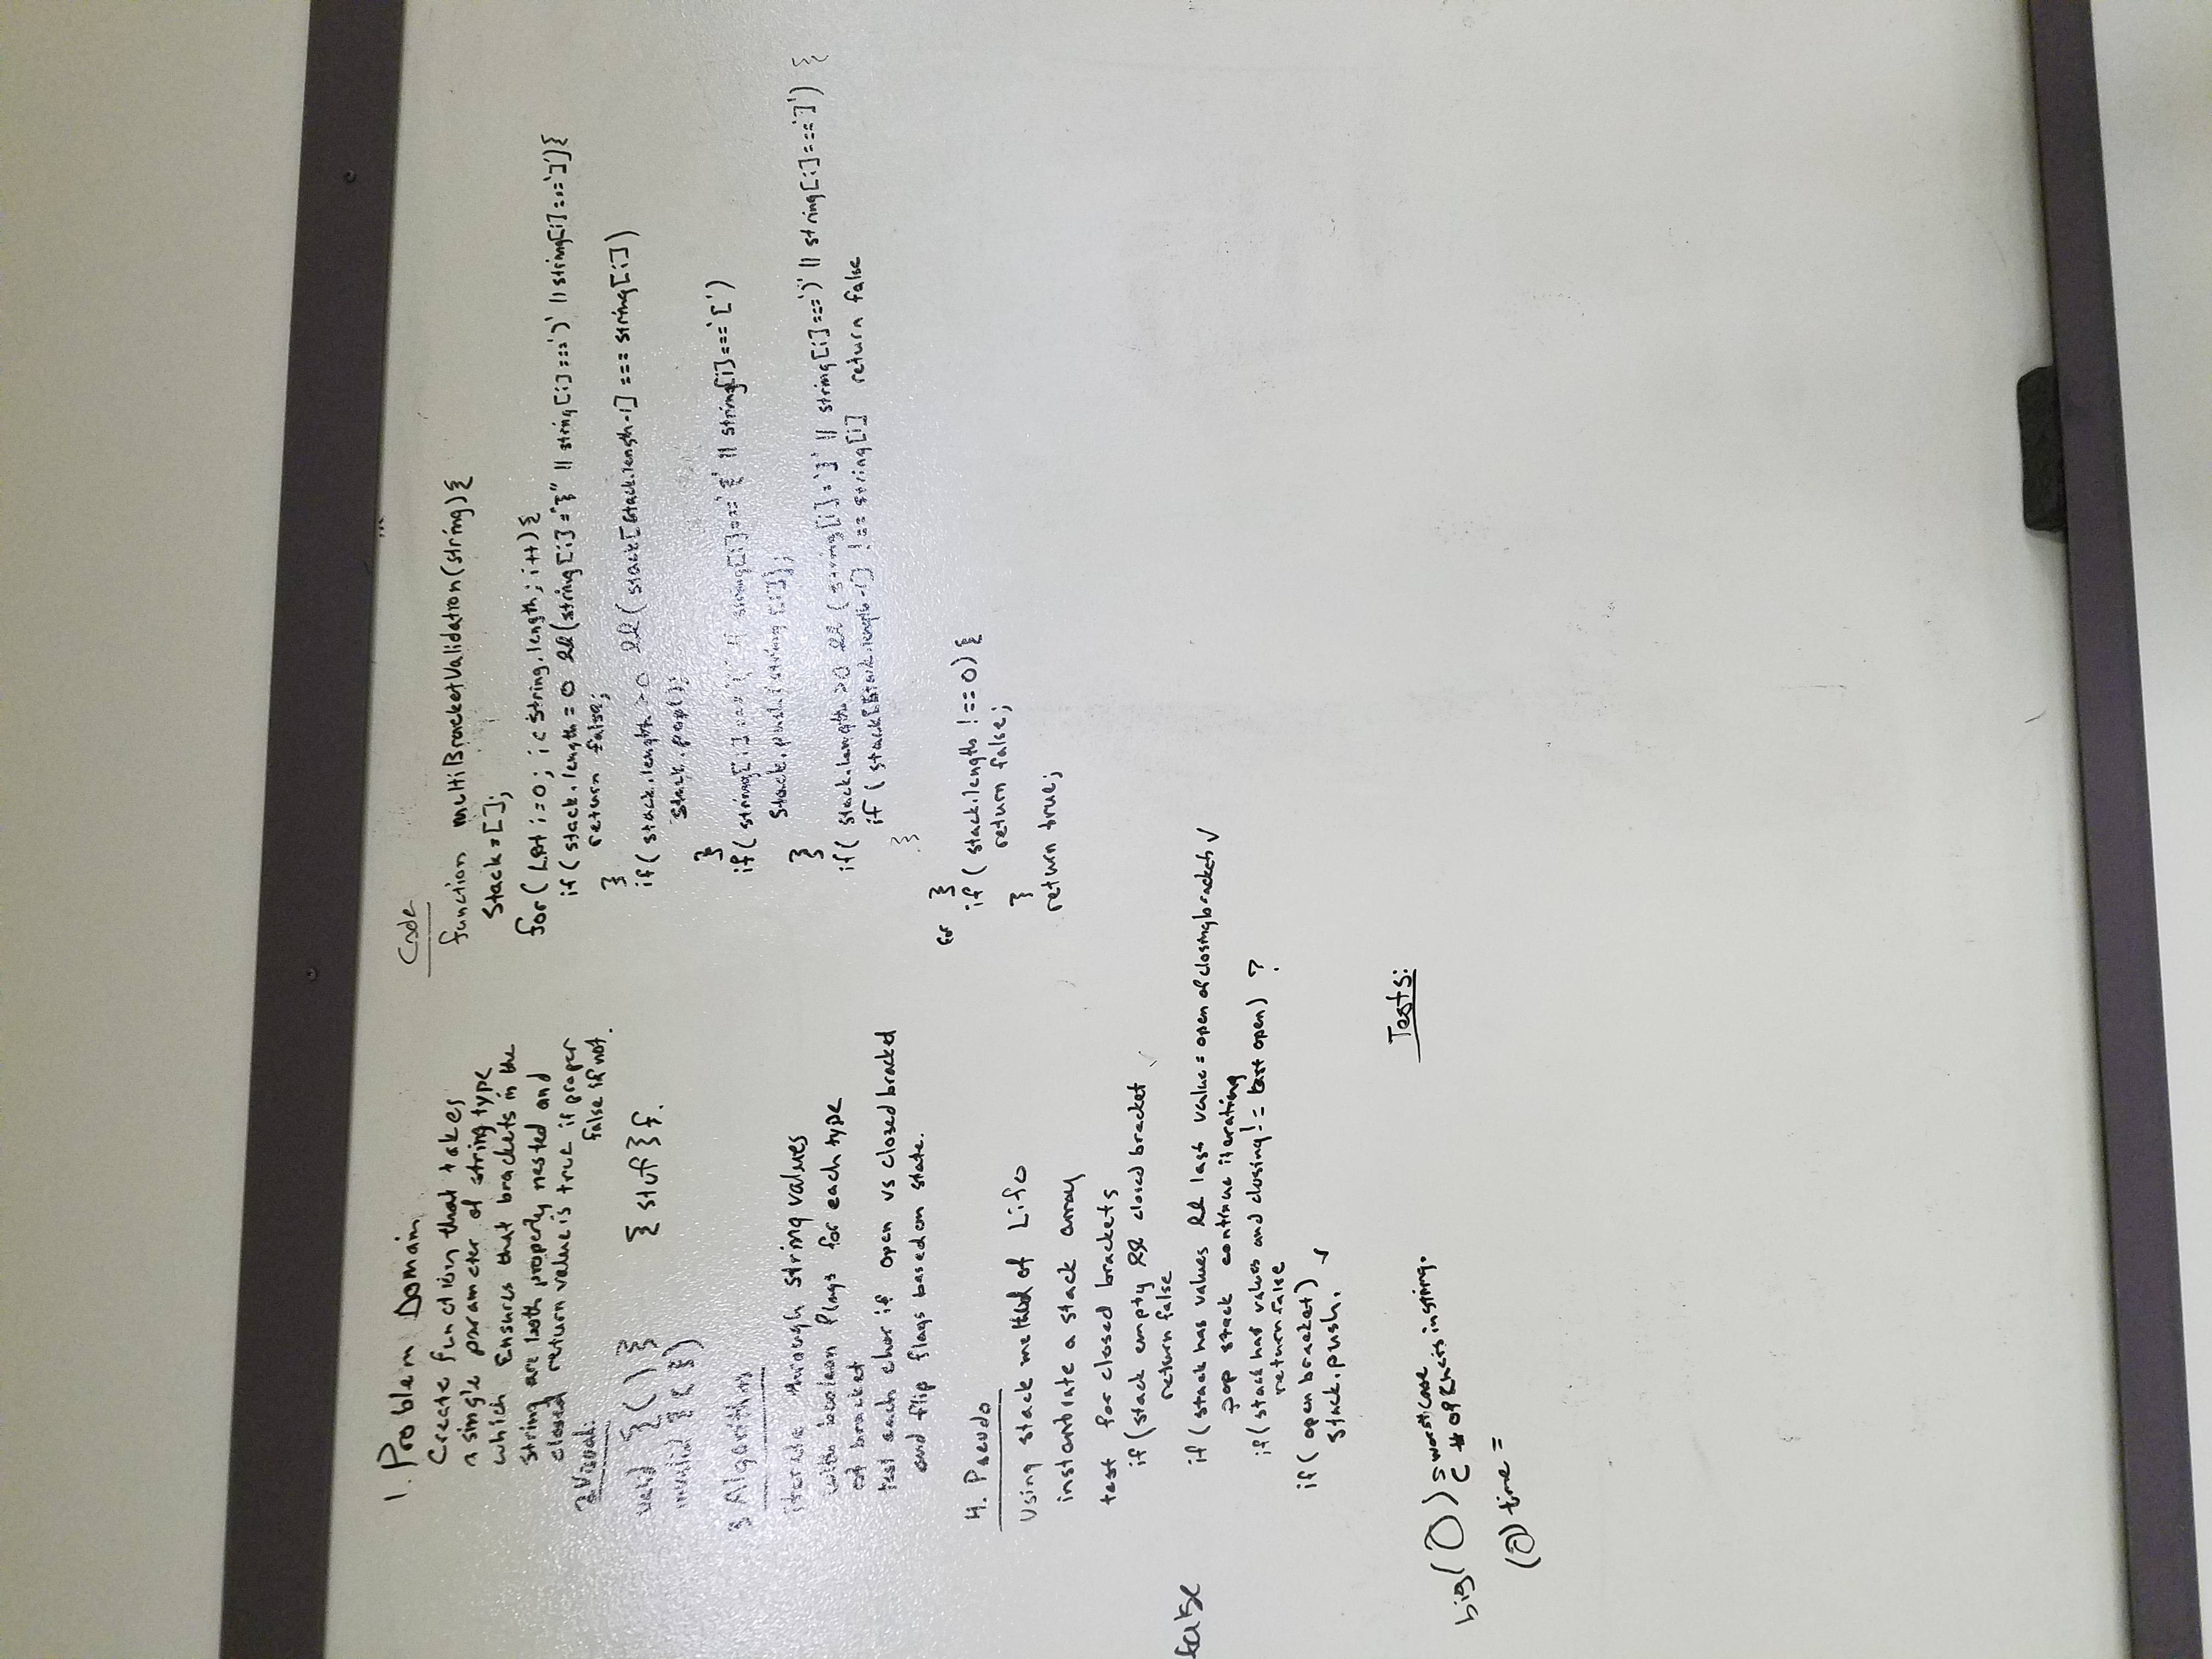 1. Problem Domain
Create function that takes
a single parameter of string type
which Ensures that brackets in the
string are both properly nested and
closed return value is true if proper
false if not.
2 Visual:
valid {()}
{stuf}f.
invalid {(})
3 Algorithm
iterate through string values
with boolean flags for each type
of bracket
test each char if open vs closed bracket
and flip flags based on state.
4. Pseudo
Using stack method of Lifo
instantiate a stack array
test for closed brackets
if (stack empty && closed bracket
return false
false
if (stack has values && last value = open of closing brackets ✓
pop stack continue iterating
if (stack has values and closing != last open) ?
return false
if ( open bracket)
stack.push. ✓
big(O) worst case
# of chars in string.
(O) time =
Code
function multiBracketValidation(string){
Stack = [];
for( Let i=0; i< string.length; i++){
if ( stack.length = 0 && (string[i] = "}" || string[i] === ')' || string[i] === ']'){
return false;
}
if( stack.length >0 && ( stack[stack.length-1] === string[i])
stack.pop();
}
if( string[i] === '(' || string[i] === '{' || string[i] === '[')
Stack.push(string[i]);
}
if( stack.length >0 && (string[i] = '}' || string[i] === ')' || string[i] === ']') {
if ( stack[stack.length-1] !== string[i] return false
}
for }
if ( stack.length !== 0) {
return false;
}
return true;
Tests: